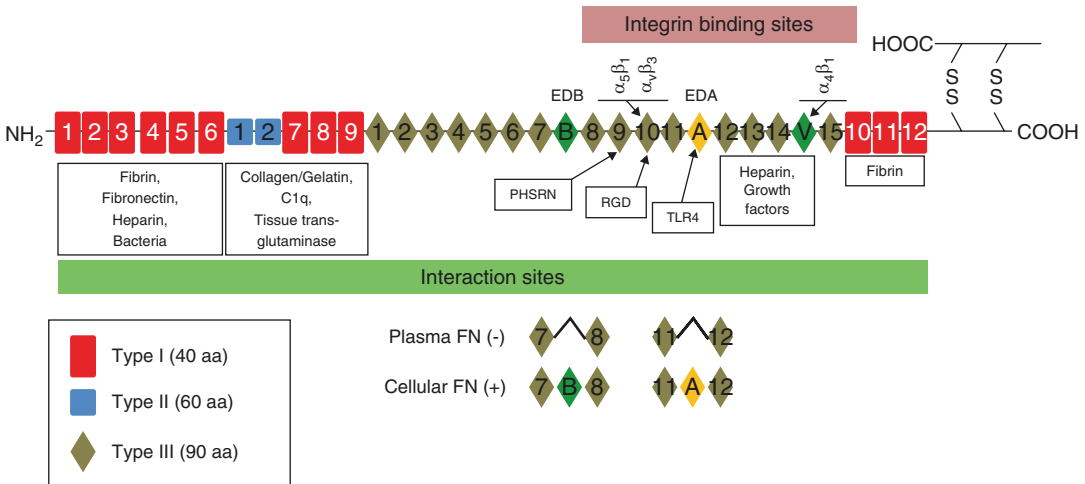 Integrin binding sites
HOOC
α5β1
αvβ3
α4β1
S S
S S
EDB
EDA
NH2 1 2 3 4 5 6 1 2 7 8 9 1 2 3 4 5 6 7 B 8 9 10 11 A 12 13 14 V 15 10 11 12 COOH
Fibrin,
Fibronectin,
Heparin,
Bacteria
Collagen/Gelatin,
C1q,
Tissue trans-
glutaminase
PHSRN
RGD
TLR4
Heparin,
Growth
factors
Fibrin
Interaction sites
Plasma FN (-) 7 8 11 12
Cellular FN (+) 7 B 8 11 A 12
Type I (40 aa)
Type II (60 aa)
Type III (90 aa)